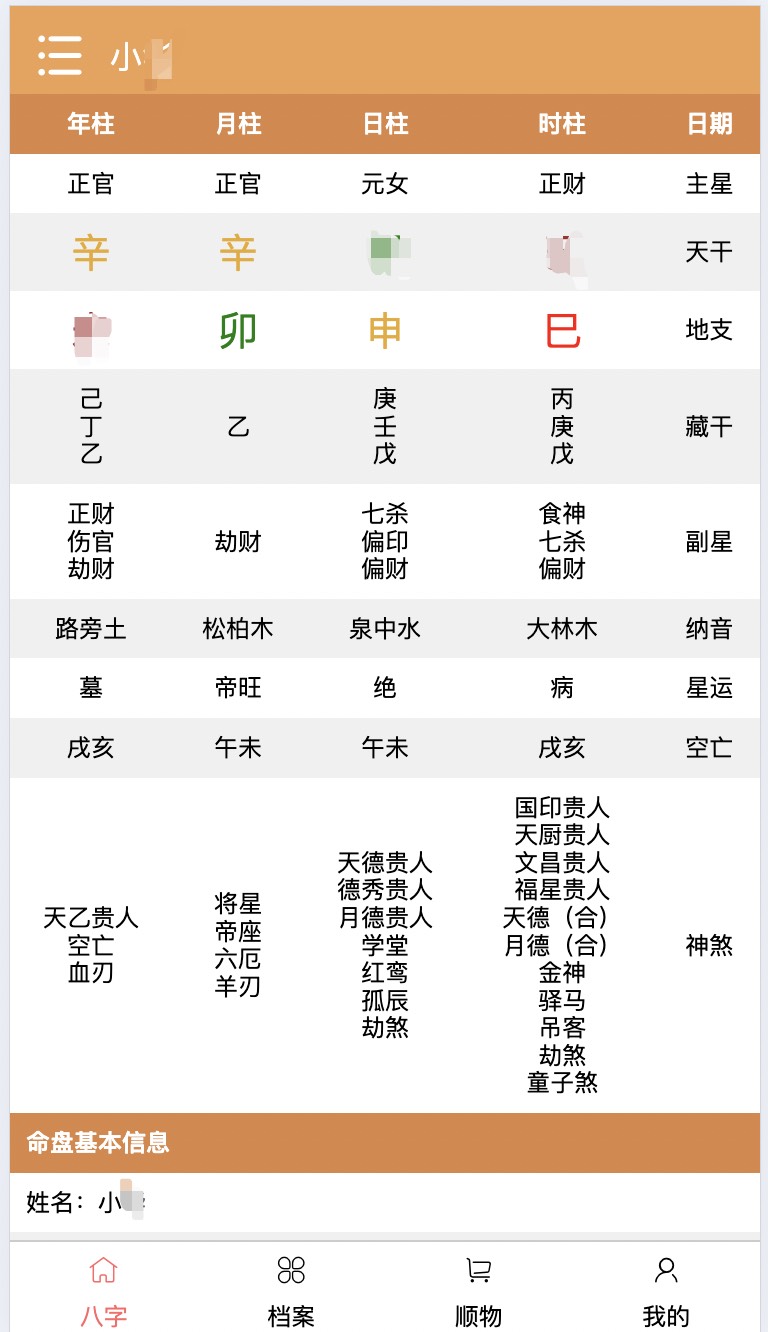 小
年柱 月柱 日柱 时柱 日期
正官 正官 元女 正财 主星
辛 辛 天干
卯 申 巳 地支
己 丁 乙 乙 庚 壬 戊 丙 庚 戊 藏干
正财 伤官 劫财 劫财 七杀 偏印 偏财 食神 七杀 偏财 副星
路旁土 松柏木 泉中水 大林木 纳音
墓 帝旺 绝 病 星运
戌亥 午未 午未 戌亥 空亡
天乙贵人
空亡
血刃
将星
帝座
六厄
羊刃
天德贵人
德秀贵人
月德贵人
学堂
红鸾
孤辰
劫煞
国印贵人
天厨贵人
文昌贵人
福星贵人
天德（合）
月德（合）
金神
驿马
吊客
劫煞
童子煞
神煞
命盘基本信息
姓名：小
八字 档案 顺物 我的